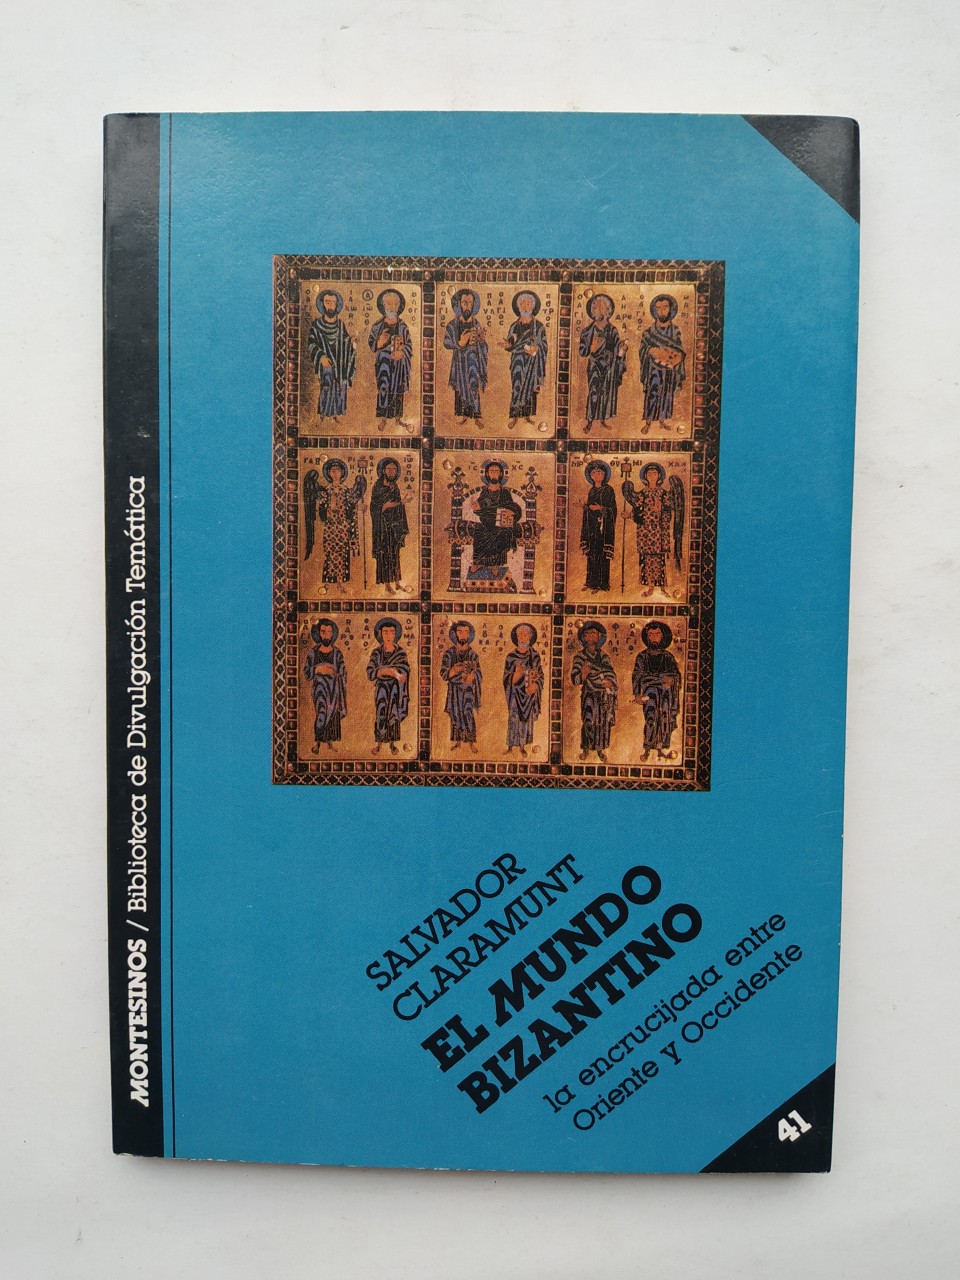 MONTESINOS / Biblioteca de Divulgación Temática
SALVADOR
CLARAMUNT
EL MUNDO
BIZANTINO
la encrucijada entre
Oriente y Occidente
41